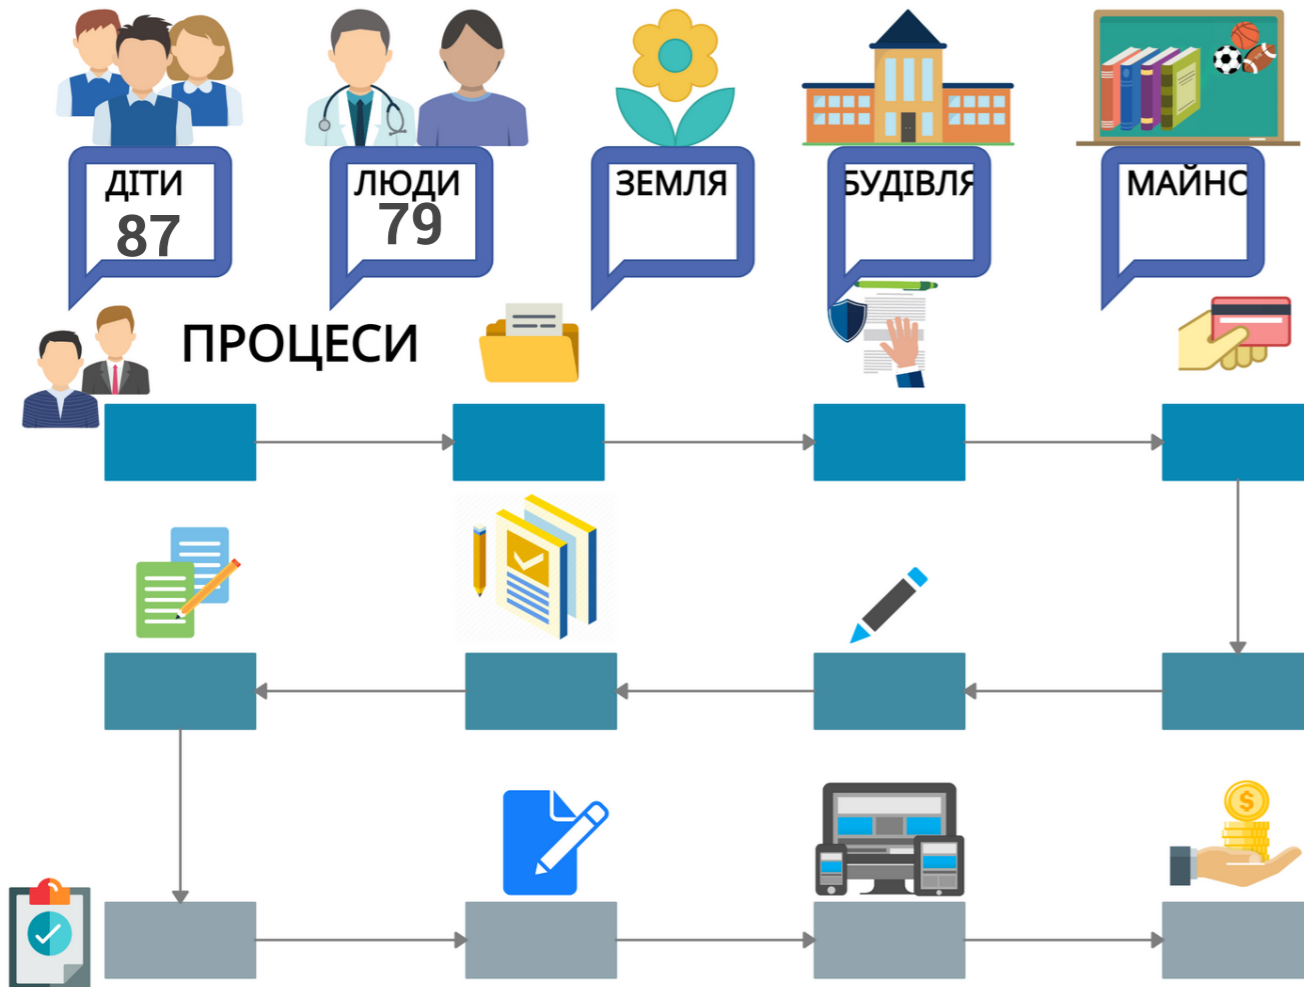 ДІТИ
87
ЛЮДИ
79
ЗЕМЛЯ
БУДІВЛЯ
МАЙНО
ПРОЦЕСИ
$